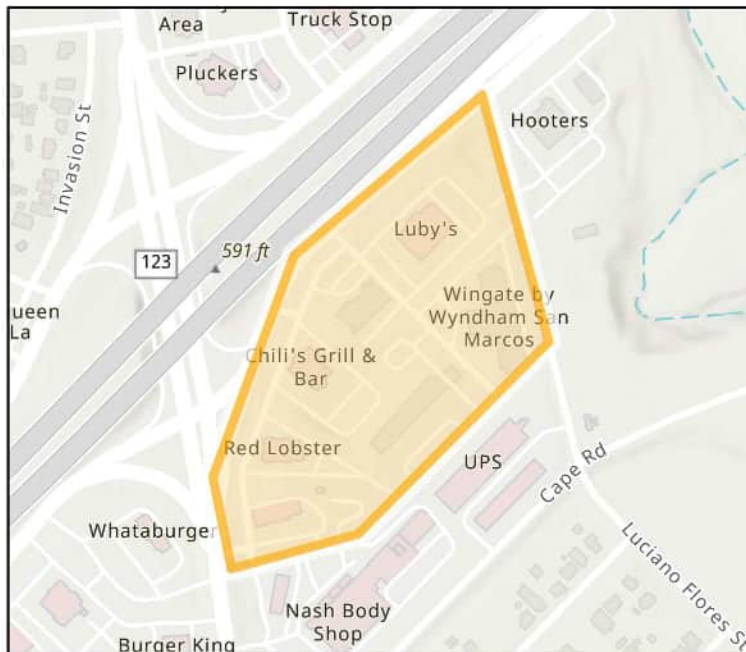 Area
Truck Stop
Pluckers
Hooters
Invasion St
Luby's
591 ft
123
Wingate by
Wyndham San
Marcos
ueen
La
Chili's Grill &
Bar
Red Lobster
UPS
Cape Rd
Whataburger
Luciano Flores St
Nash Body
Shop
Burger King